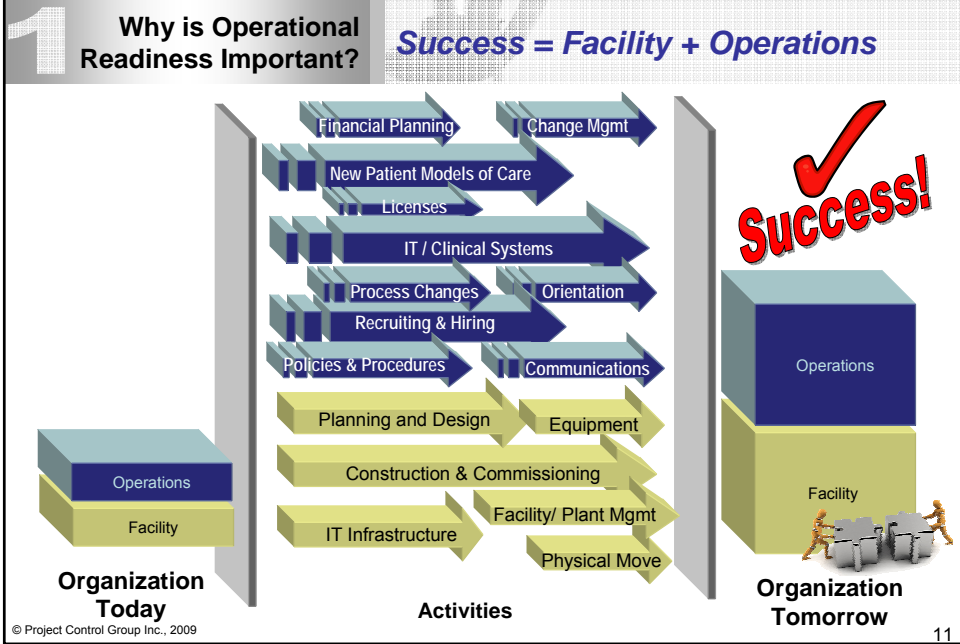 1
Why is Operational
Readiness Important?
Success = Facility + Operations
Financial Planning
Change Mgmt
New Patient Models of Care
Licenses
IT / Clinical Systems
Process Changes
Orientation
Recruiting & Hiring
Policies & Procedures
Communications
Planning and Design
Equipment
Construction & Commissioning
IT Infrastructure
Facility/ Plant Mgmt
Physical Move
Operations
Facility
Organization
Today
Activities
Success!
Operations
Facility
Organization
Tomorrow
© Project Control Group Inc., 2009
11